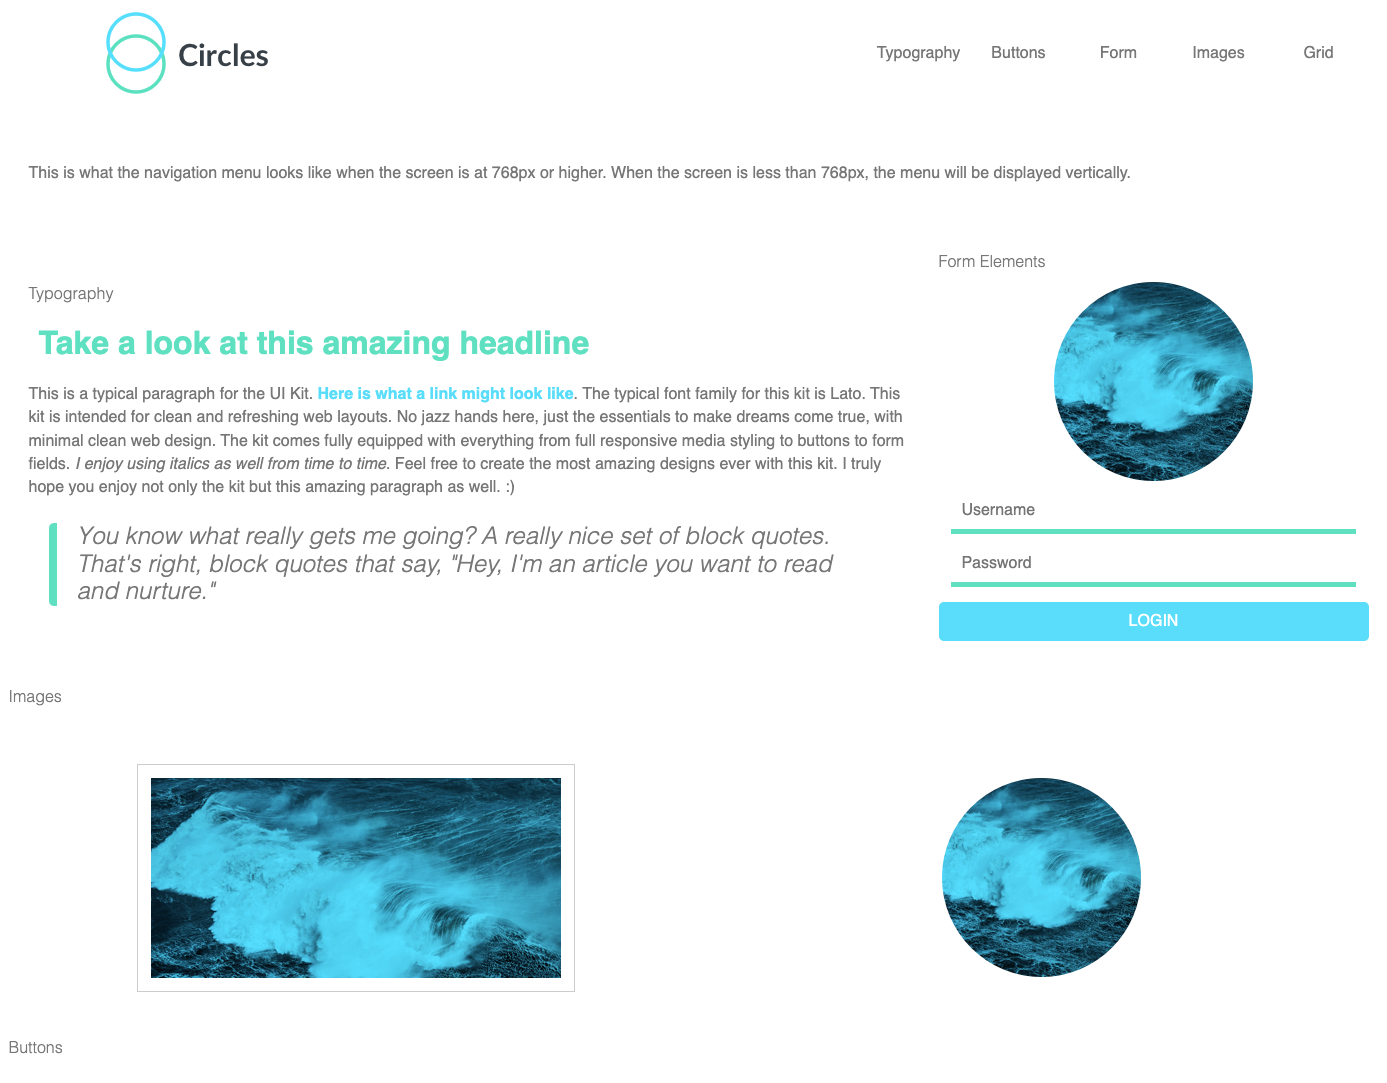 Circles
Typography Buttons Form Images Grid
This is what the navigation menu looks like when the screen is at 768px or higher. When the screen is less than 768px, the menu will be displayed vertically.
Typography
Take a look at this amazing headline
This is a typical paragraph for the UI Kit. Here is what a link might look like. The typical font family for this kit is Lato. This
kit is intended for clean and refreshing web layouts. No jazz hands here, just the essentials to make dreams come true, with
minimal clean web design. The kit comes fully equipped with everything from full responsive media styling to buttons to form
fields. I enjoy using italics as well from time to time. Feel free to create the most amazing designs ever with this kit. I truly
hope you enjoy not only the kit but this amazing paragraph as well. :)
You know what really gets me going? A really nice set of block quotes.
That's right, block quotes that say, "Hey, I'm an article you want to read
and nurture."
Form Elements
Username
Password
LOGIN
Images
Buttons